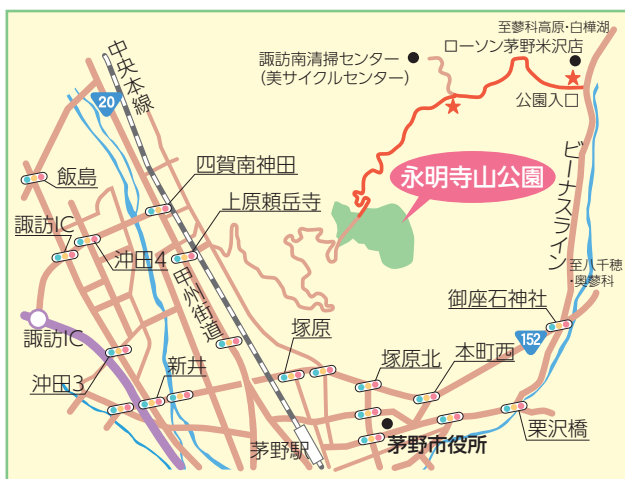 至蓼科高原・白樺湖
ローソン茅野米沢店
諏訪南清掃センター
(美サイクルセンター)
公園入口
中央本線
20
飯島
四賀南神田
永明寺山公園
ビーナスライン
上原頼岳寺
諏訪IC
沖田4
甲州街道
至八千穂
・奥蓼科
御座石神社
152
諏訪IC
塚原
塚原北
本町西
沖田3
新井
栗沢橋
茅野駅
茅野市役所